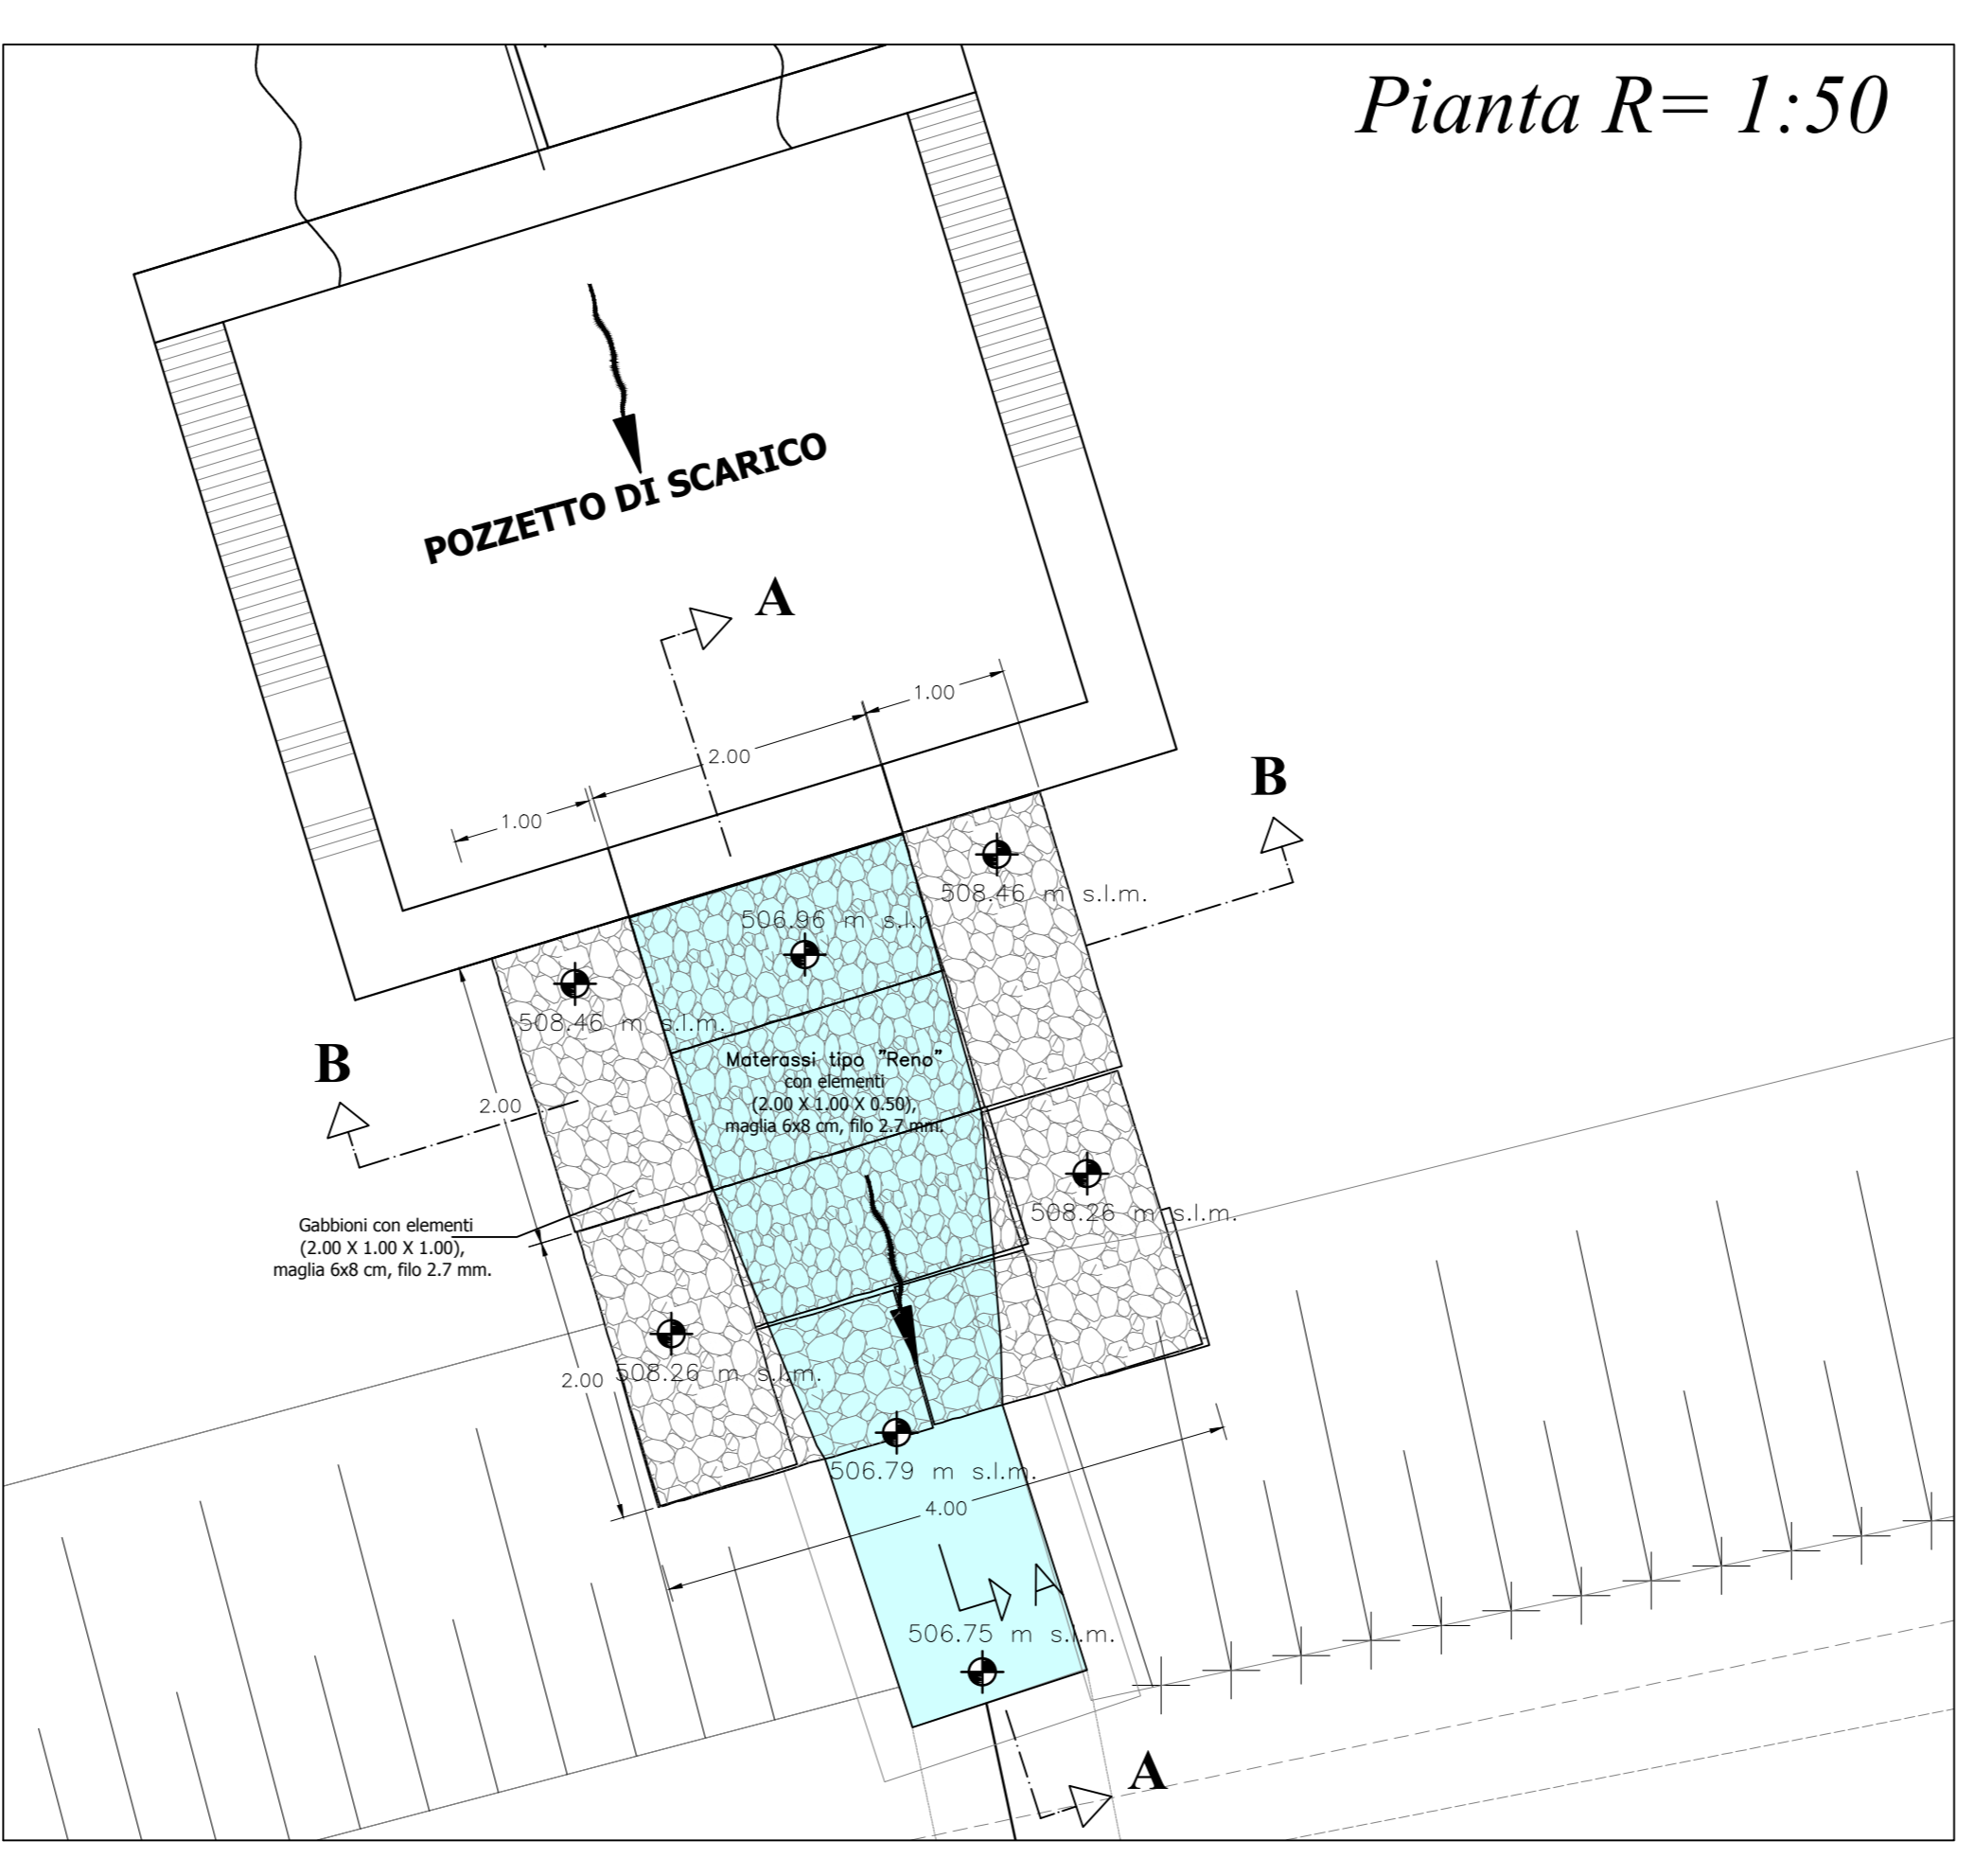 Pianta R= 1:50
POZZETTO DI SCARICO
A
1.00
2.00
1.00
B
508.46 m s.l.m.
506.96 m s.l.m
508.46 m s.l.m.
B
Materassi tipo "Reno"
con elementi
(2.00 X 1.00 X 0.50),
maglia 6x8 cm, filo 2.7 mm.
2.00
508.26 m s.l.m.
Gabbioni con elementi
(2.00 X 1.00 X 1.00),
maglia 6x8 cm, filo 2.7 mm.
2.00
508.26 m s.l.m.
506.79 m s.l.m.
4.00
A
506.75 m s.l.m.
A